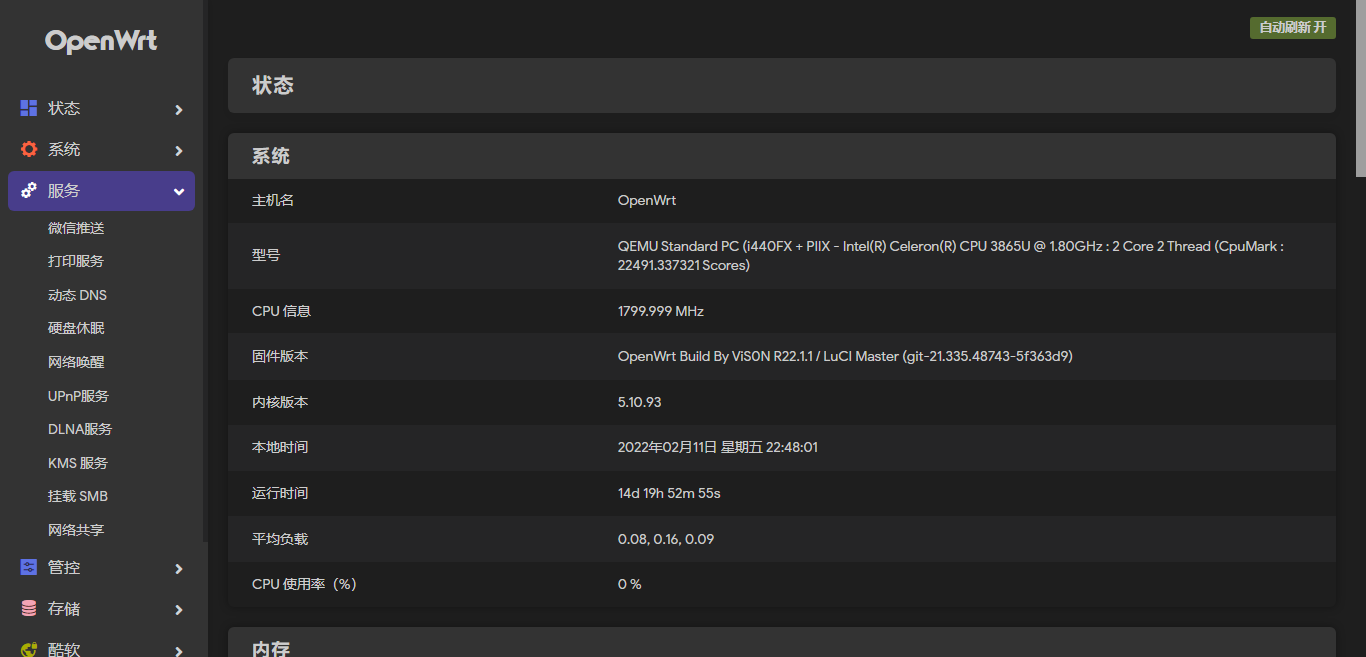 OpenWrt
状态
系统
服务
微信推送
打印服务
动态 DNS
硬盘休眠
网络唤醒
UPnP服务
DLNA服务
KMS 服务
挂载 SMB
网络共享
管控
存储
酷软
自动刷新 开
状态
系统
主机名 OpenWrt
型号 QEMU Standard PC (i440FX + PIIX - Intel(R) Celeron(R) CPU 3865U @ 1.80GHz : 2 Core 2 Thread (CpuMark :
22491.337321 Scores)
CPU 信息 1799.999 MHz
固件版本 OpenWrt Build By ViS0N R22.1.1 / LuCI Master (git-21.335.48743-5f363d9)
内核版本 5.10.93
本地时间 2022年02月11日 星期五 22:48:01
运行时间 14d 19h 52m 55s
平均负载 0.08, 0.16, 0.09
CPU 使用率（%） 0 %
内存